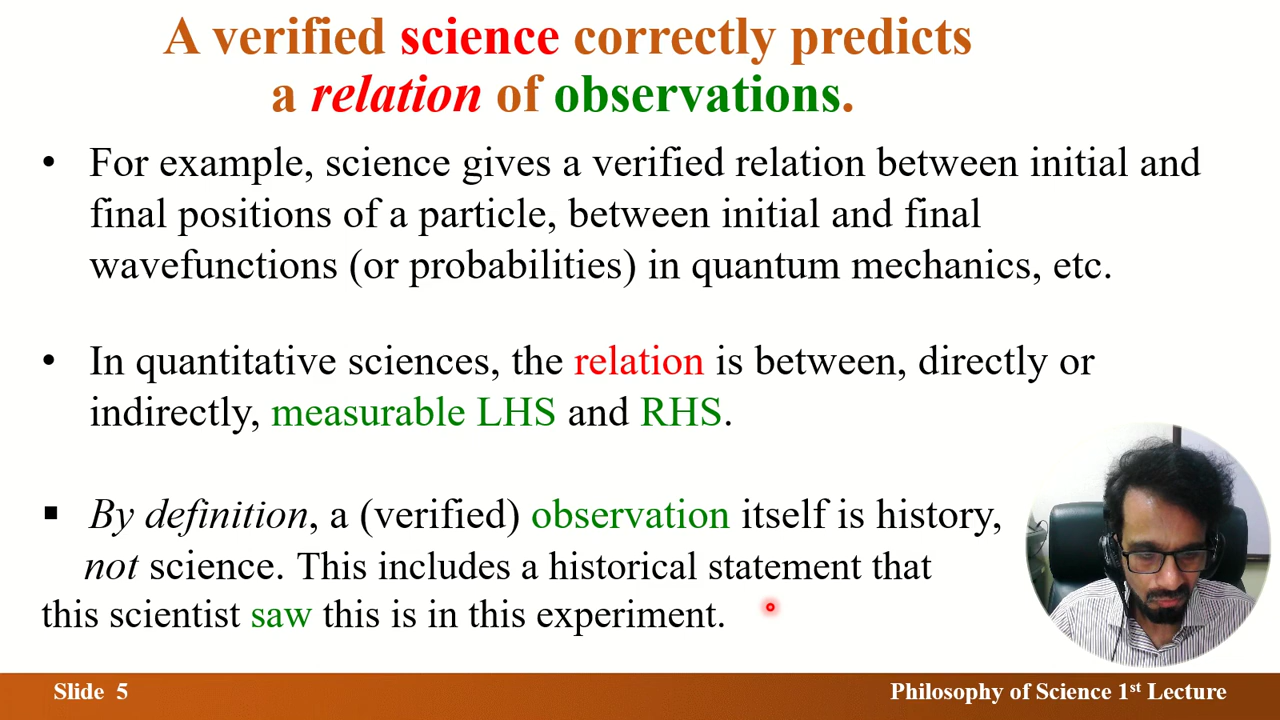 A verified science correctly predicts
a relation of observations.
• For example, science gives a verified relation between initial and
final positions of a particle, between initial and final
wavefunctions (or probabilities) in quantum mechanics, etc.
• In quantitative sciences, the relation is between, directly or
indirectly, measurable LHS and RHS.
▪ By definition, a (verified) observation itself is history,
not science. This includes a historical statement that
this scientist saw this is in this experiment.
Slide 5
Philosophy of Science 1st Lecture